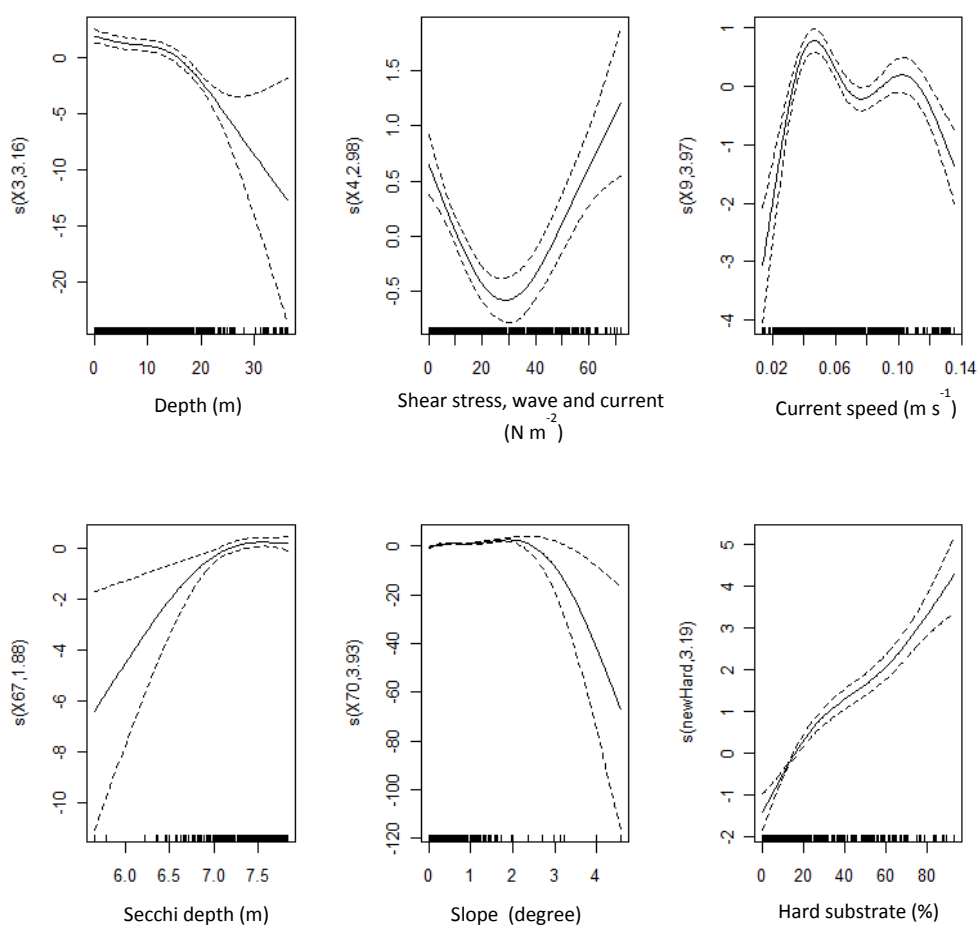 s(X3,3.16)
0
-5
-10
-15
-20
0 10 20 30
Depth (m)
s(X4,2.98)
1.5
1.0
0.5
0.0
-0.5
0 20 40 60
Shear stress, wave and current
(N m⁻²)
s(X9,3.97)
1
0
-1
-2
-3
-4
0.02 0.06 0.10 0.14
Current speed (m s⁻¹)
s(X67,1.88)
0
-2
-4
-6
-8
-10
6.0 6.5 7.0 7.5
Secchi depth (m)
s(X70,3.93)
0
-20
-40
-60
-80
-100
-120
0 1 2 3 4
Slope (degree)
s(newHard,3.19)
5
4
3
2
1
0
-1
-2
0 20 40 60 80
Hard substrate (%)